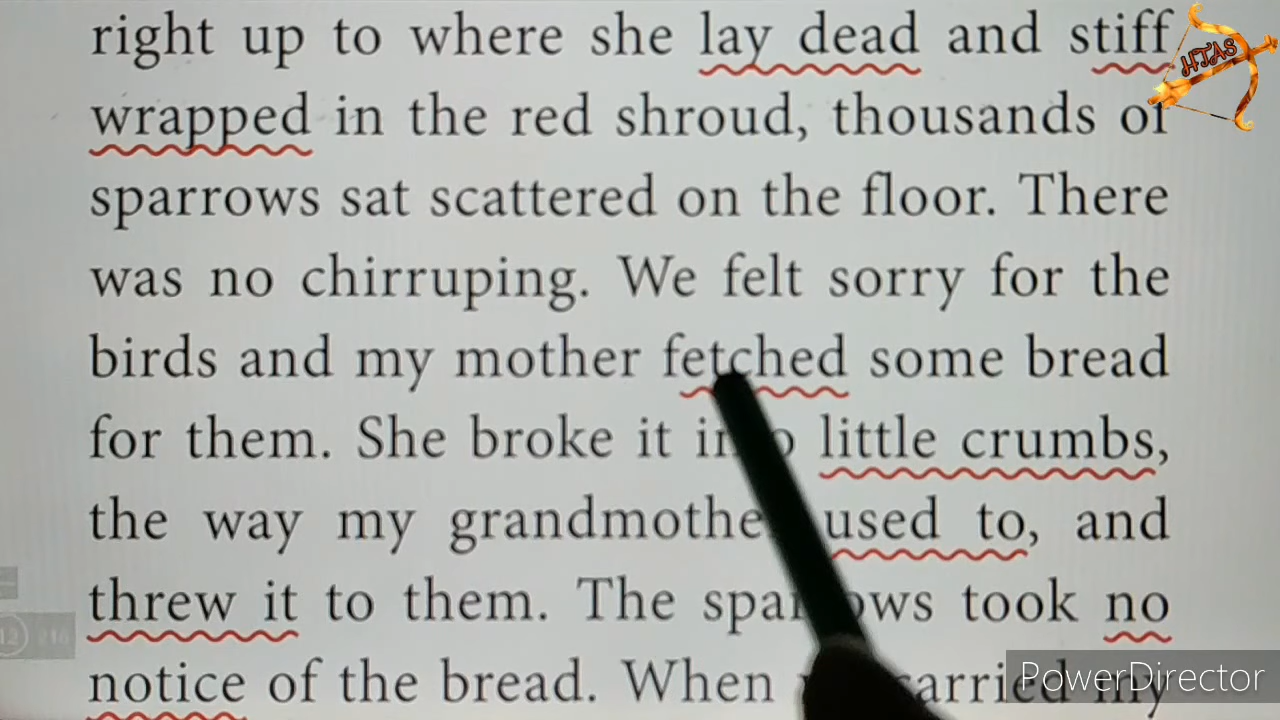 right up to where she lay dead and stiff
wrapped in the red shroud, thousands of
sparrows sat scattered on the floor. There
was no chirruping. We felt sorry for the
birds and my mother fetched some bread
for them. She broke it into little crumbs,
the way my grandmother used to, and
threw it to them. The sparrows took no
notice of the bread. When carried my
HTAS
PowerDirector